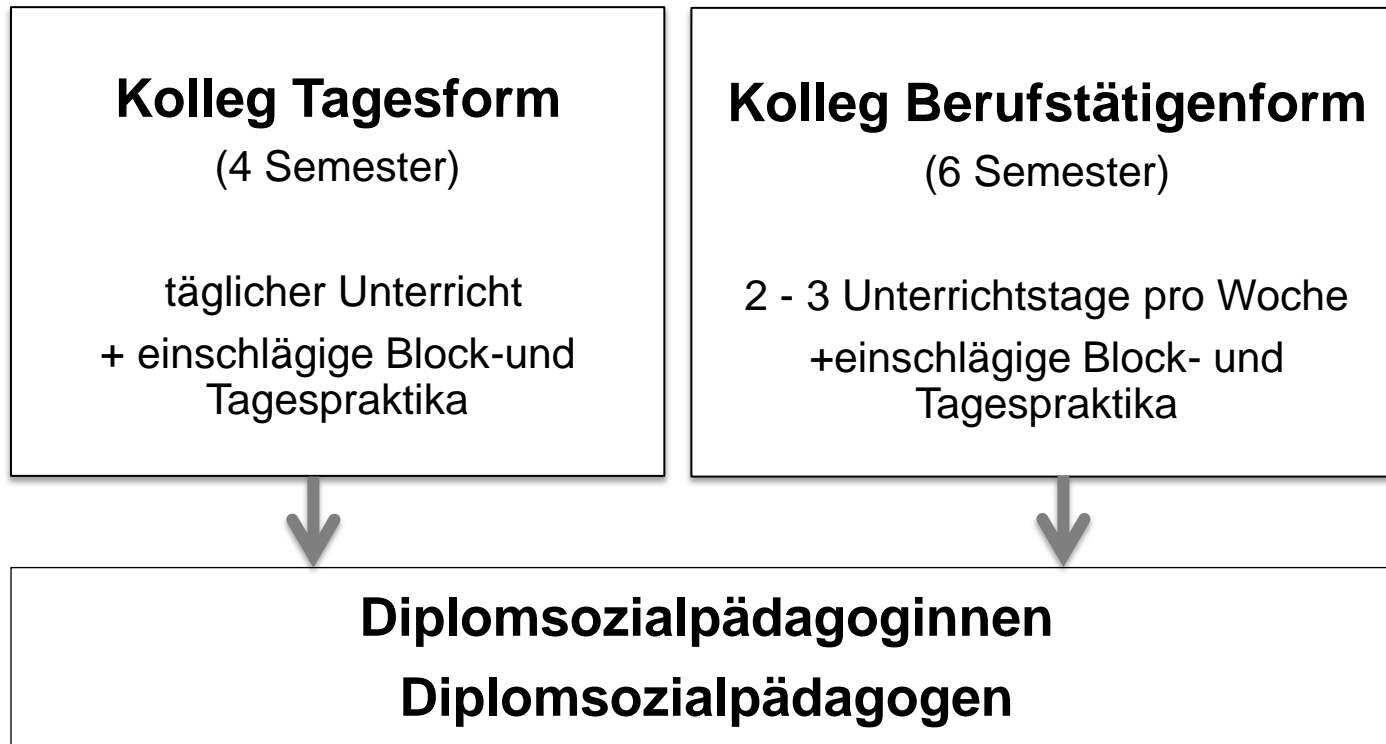 Kolleg Tagesform
(4 Semester)
täglicher Unterricht
+ einschlägige Block-und
Tagespraktika
Kolleg Berufstätigenform
(6 Semester)
2 - 3 Unterrichtstage pro Woche
+einschlägige Block- und
Tagespraktika
Diplomsozialpädagoginnen
Diplomsozialpädagogen